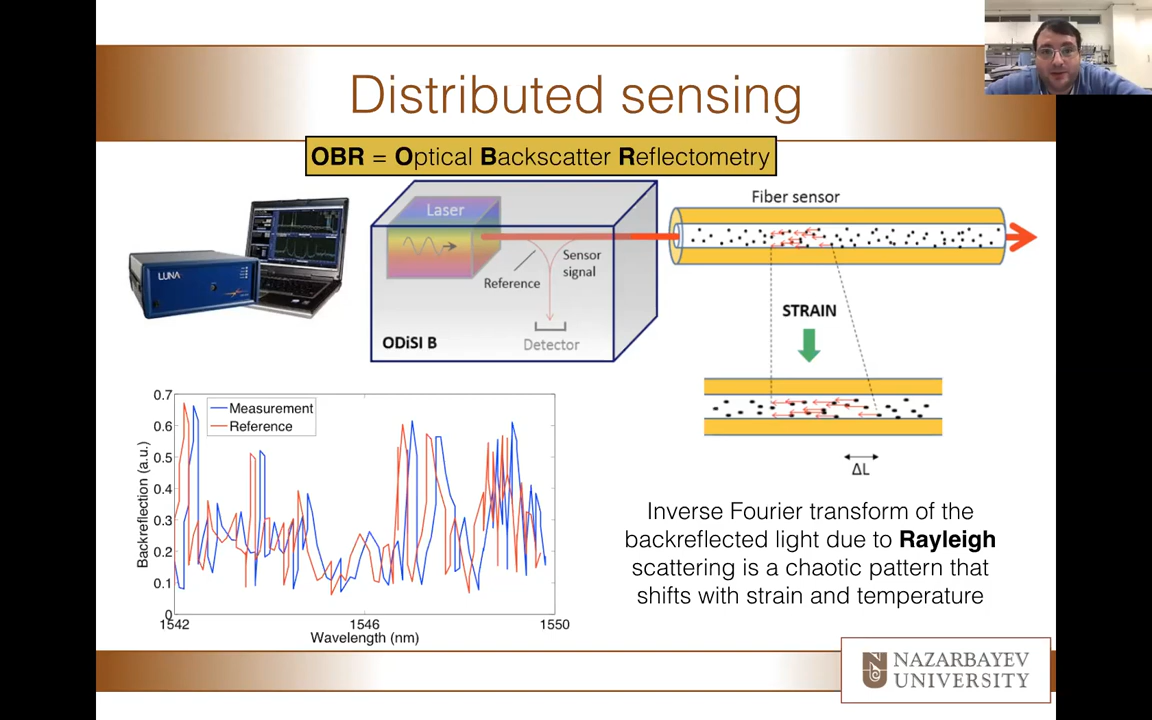 Distributed sensing
OBR = Optical Backscatter Reflectometry
LUNA
Laser
Reference
Sensor
signal
Detector
ODiSI B
Fiber sensor
STRAIN
ΔL
0.7
0.6
0.5
0.4
0.3
0.2
0.1
0
Backreflection (a.u.)
Measurement
Reference
1542
1546
1550
Wavelength (nm)
Inverse Fourier transform of the
backreflected light due to Rayleigh
scattering is a chaotic pattern that
shifts with strain and temperature
NAZARBAYEV
UNIVERSITY